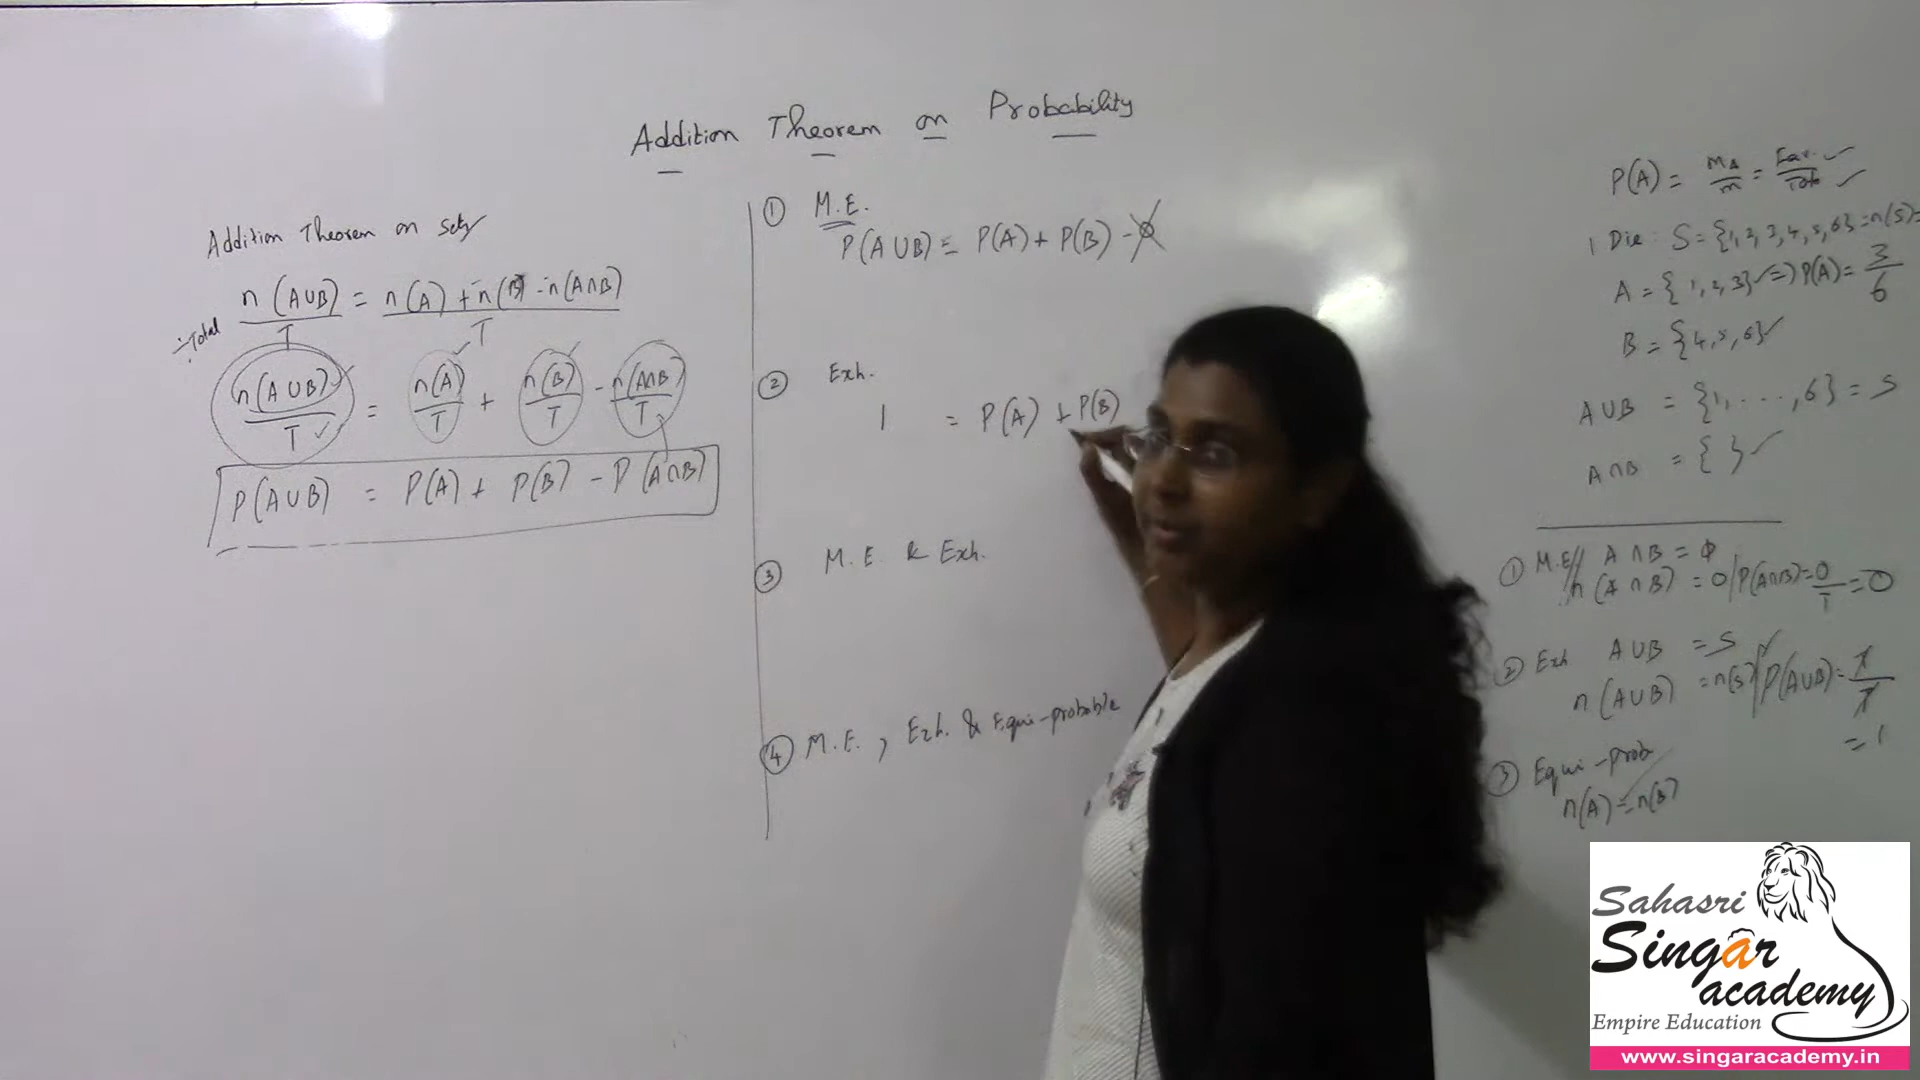 Addition Theorem on Probability
Addition Theorem on Sets
n(A∪B) = n(A) + n(B) - n(A∩B)
÷ Total
T T
n(A∪B) = n(A) + n(B) - n(A∩B)
T T T T
P(A∪B) = P(A) + P(B) - P(A∩B)
① M.E.
P(A∪B) = P(A) + P(B) - 0
② Exh.
1 = P(A) + P(B)
③ M.E. & Exh.
④ M.E., Exh. & Equi-probable
P(A) = mA/m = Fav./Tot
1 Die: S = {1, 2, 3, 4, 5, 6} = n(S) =
A = {1, 2, 3} => P(A) = 3/6
B = {4, 5, 6}
A∪B = {1, ..., 6} = S
A∩B = { }
① M.E// A∩B = ϕ
n(A∩B) = 0 / P(A∩B) = 0/T = 0
② Exh A∪B = S
n(A∪B) = n(S) / P(A∪B) = T/T
= 1
③ Equi-prob
n(A) = n(B)
Sahasri
Singar
academy
Empire Education
www.singaracademy.in